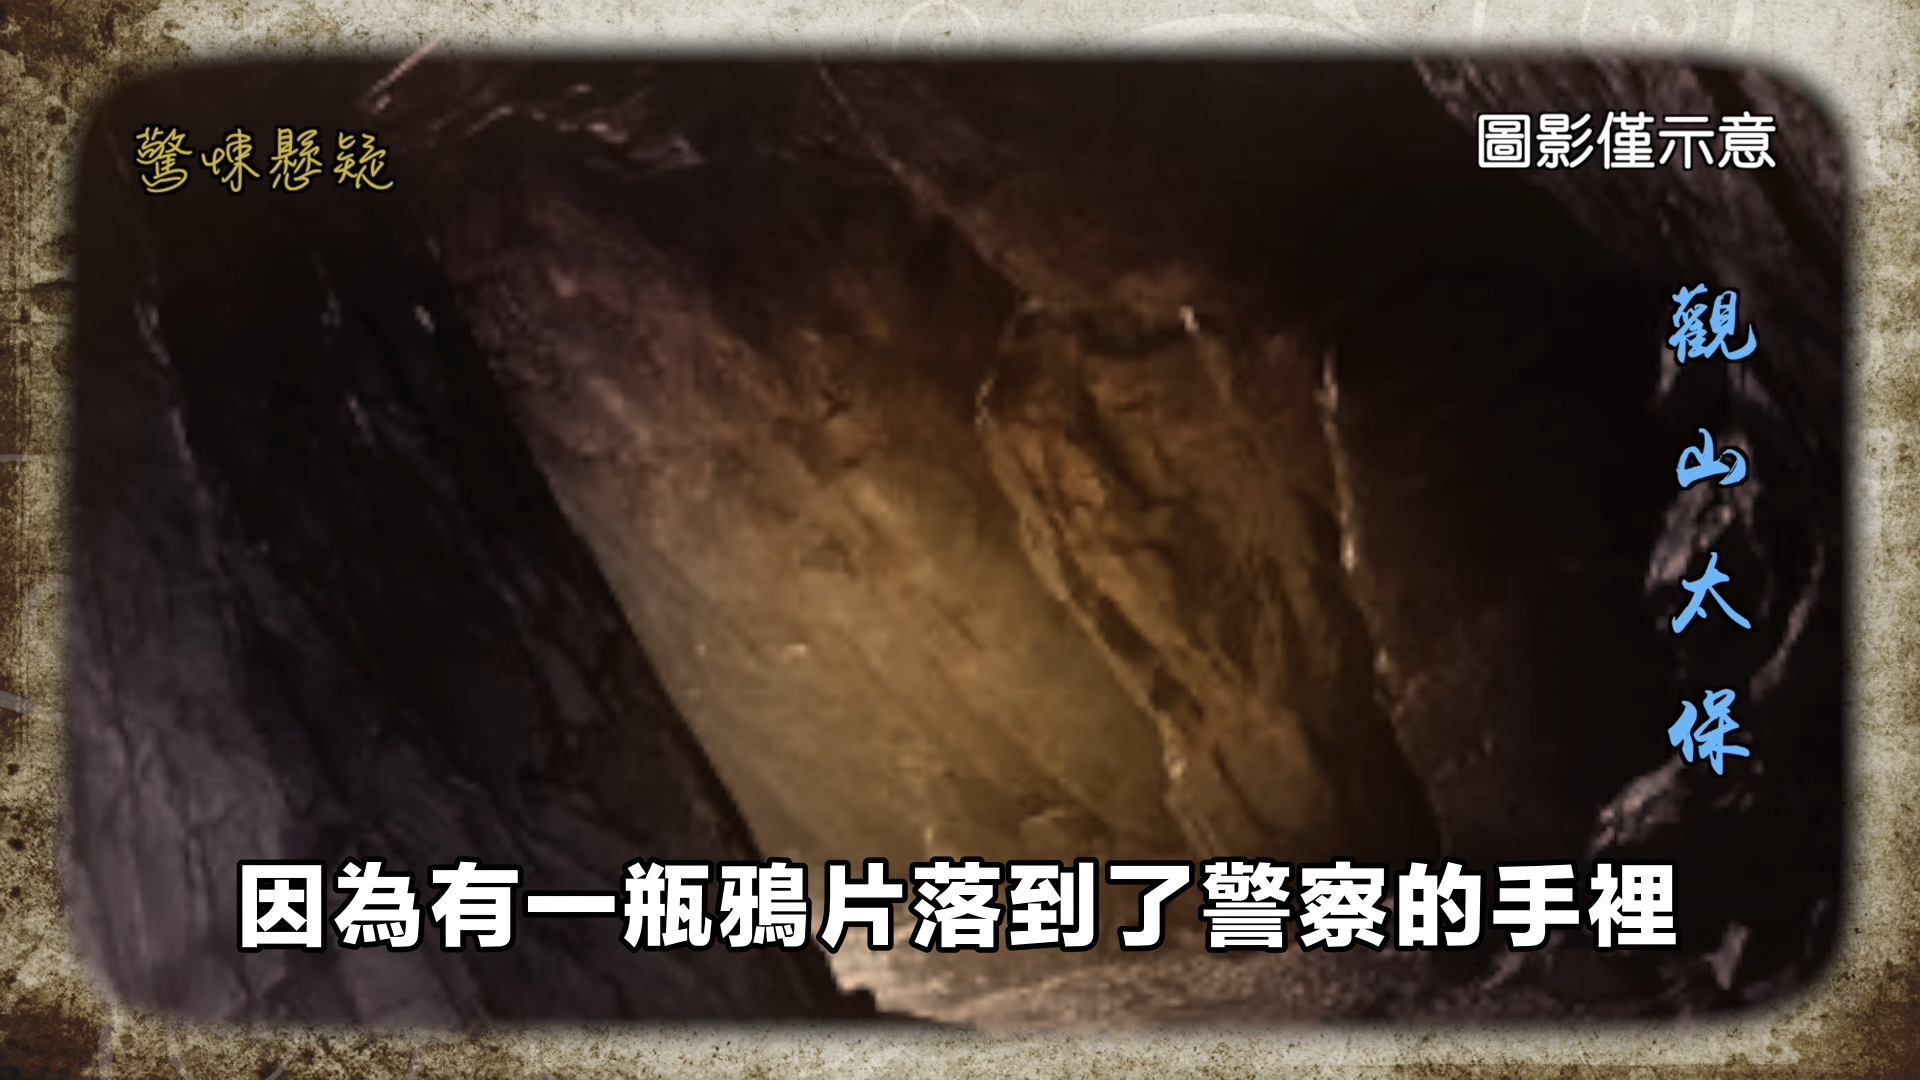 驚悚懸疑
圖影僅示意
觀山太保
因為有一瓶鴉片落到了警察的手裡